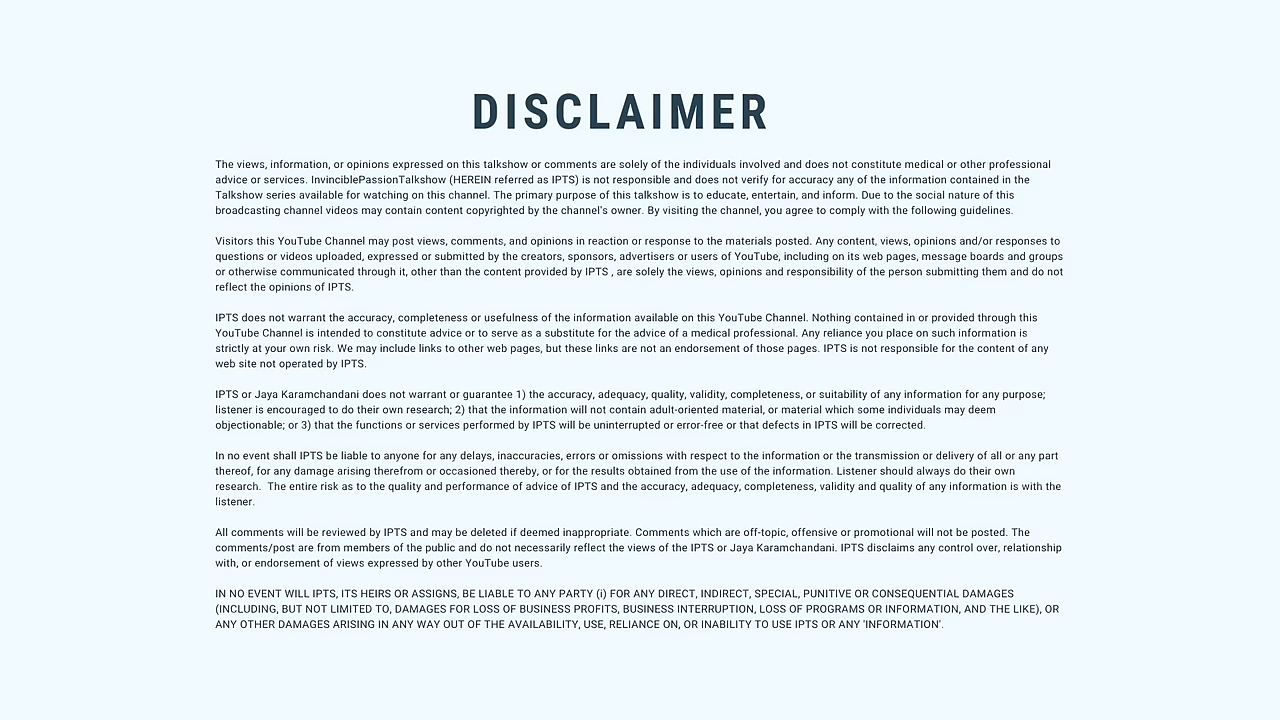 DISCLAIMER
The views, information, or opinions expressed on this talkshow or comments are solely of the individuals involved and does not constitute medical or other professional
advice or services. InvinciblePassionTalkshow (HEREIN referred as IPTS) is not responsible and does not verify for accuracy any of the information contained in the
Talkshow series available for watching on this channel. The primary purpose of this talkshow is to educate, entertain, and inform. Due to the social nature of this
broadcasting channel videos may contain content copyrighted by the channel's owner. By visiting the channel, you agree to comply with the following guidelines.
Visitors this YouTube Channel may post views, comments, and opinions in reaction or response to the materials posted. Any content, views, opinions and/or responses to
questions or videos uploaded, expressed or submitted by the creators, sponsors, advertisers or users of YouTube, including on its web pages, message boards and groups
or otherwise communicated through it, other than the content provided by IPTS , are solely the views, opinions and responsibility of the person submitting them and do not
reflect the opinions of IPTS.
IPTS does not warrant the accuracy, completeness or usefulness of the information available on this YouTube Channel. Nothing contained in or provided through this
YouTube Channel is intended to constitute advice or to serve as a substitute for the advice of a medical professional. Any reliance you place on such information is
strictly at your own risk. We may include links to other web pages, but these links are not an endorsement of those pages. IPTS is not responsible for the content of any
web site not operated by IPTS.
IPTS or Jaya Karamchandani does not warrant or guarantee 1) the accuracy, adequacy, quality, validity, completeness, or suitability of any information for any purpose;
listener is encouraged to do their own research; 2) that the information will not contain adult-oriented material, or material which some individuals may deem
objectionable; or 3) that the functions or services performed by IPTS will be uninterrupted or error-free or that defects in IPTS will be corrected.
In no event shall IPTS be liable to anyone for any delays, inaccuracies, errors or omissions with respect to the information or the transmission or delivery of all or any part
thereof, for any damage arising therefrom or occasioned thereby, or for the results obtained from the use of the information. Listener should always do their own
research.  The entire risk as to the quality and performance of advice of IPTS and the accuracy, adequacy, completeness, validity and quality of any information is with the
listener.
All comments will be reviewed by IPTS and may be deleted if deemed inappropriate. Comments which are off-topic, offensive or promotional will not be posted. The
comments/post are from members of the public and do not necessarily reflect the views of the IPTS or Jaya Karamchandani. IPTS disclaims any control over, relationship
with, or endorsement of views expressed by other YouTube users.
IN NO EVENT WILL IPTS, ITS HEIRS OR ASSIGNS, BE LIABLE TO ANY PARTY (i) FOR ANY DIRECT, INDIRECT, SPECIAL, PUNITIVE OR CONSEQUENTIAL DAMAGES
(INCLUDING, BUT NOT LIMITED TO, DAMAGES FOR LOSS OF BUSINESS PROFITS, BUSINESS INTERRUPTION, LOSS OF PROGRAMS OR INFORMATION, AND THE LIKE), OR
ANY OTHER DAMAGES ARISING IN ANY WAY OUT OF THE AVAILABILITY, USE, RELIANCE ON, OR INABILITY TO USE IPTS OR ANY 'INFORMATION'.